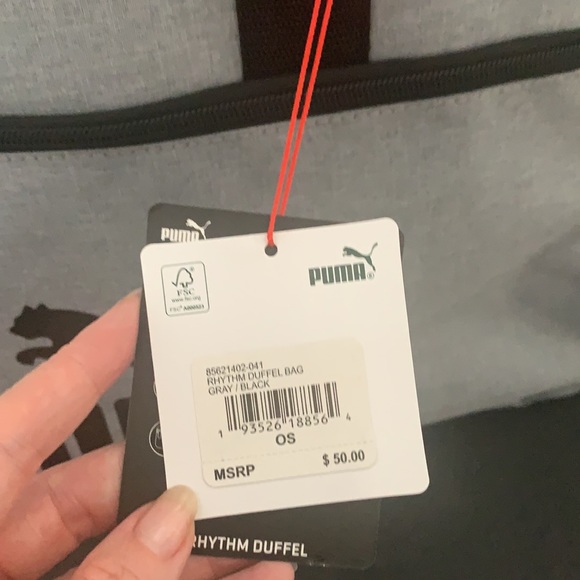 PUMA
FSC
www.fsc.org
PUMA®
85621402-041
RHYTHM DUFFEL BAG
GRAY / BLACK
1 93526 18856 4
OS
MSRP $ 50.00
RHYTHM DUFFEL